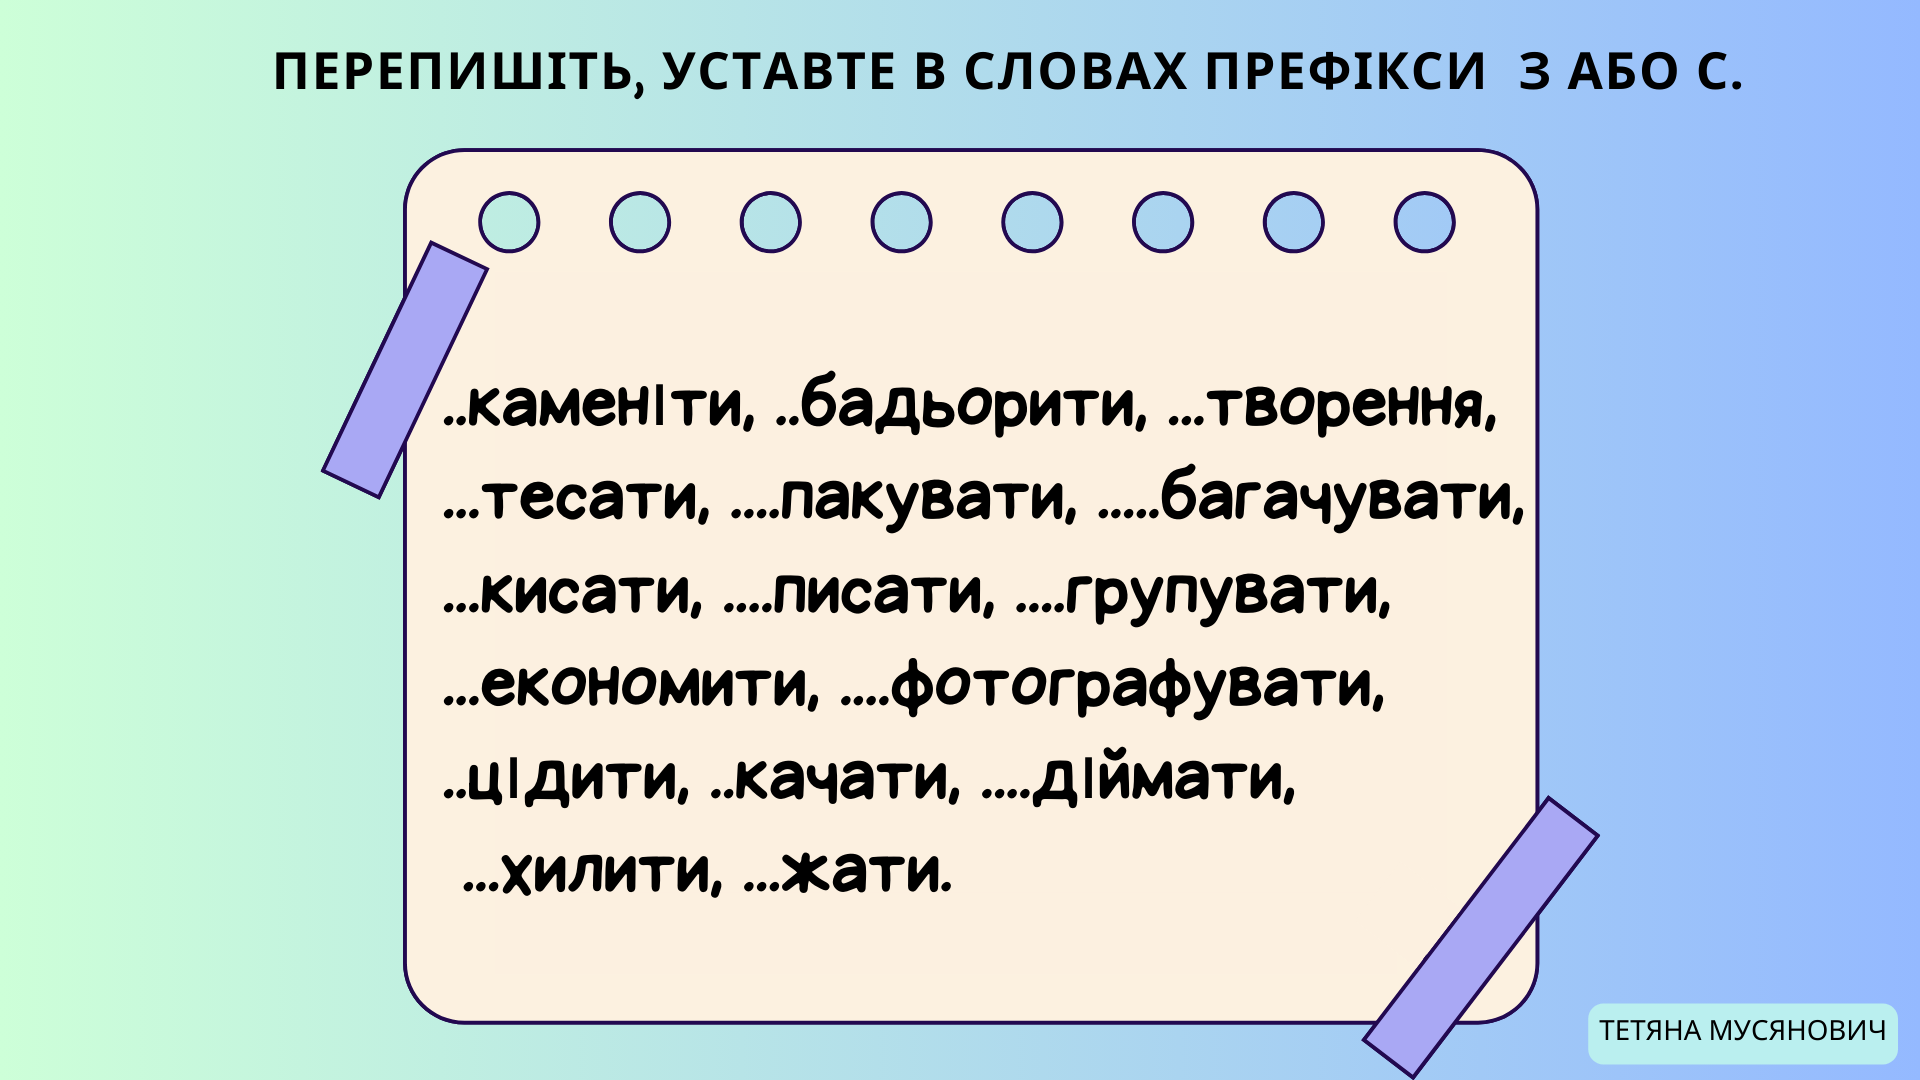 ПЕРЕПИШІТЬ, УСТАВТЕ В СЛОВАХ ПРЕФІКСИ З АБО С.
..каменіти, ..бадьорити, ...творення,
...тесати, ....пакувати, .....багачувати,
...кисати, ....писати, ....групувати,
...економити, ....фотографувати,
..цідити, ..качати, ....діймати,
...хилити, ...жати.
ТЕТЯНА МУСЯНОВИЧ